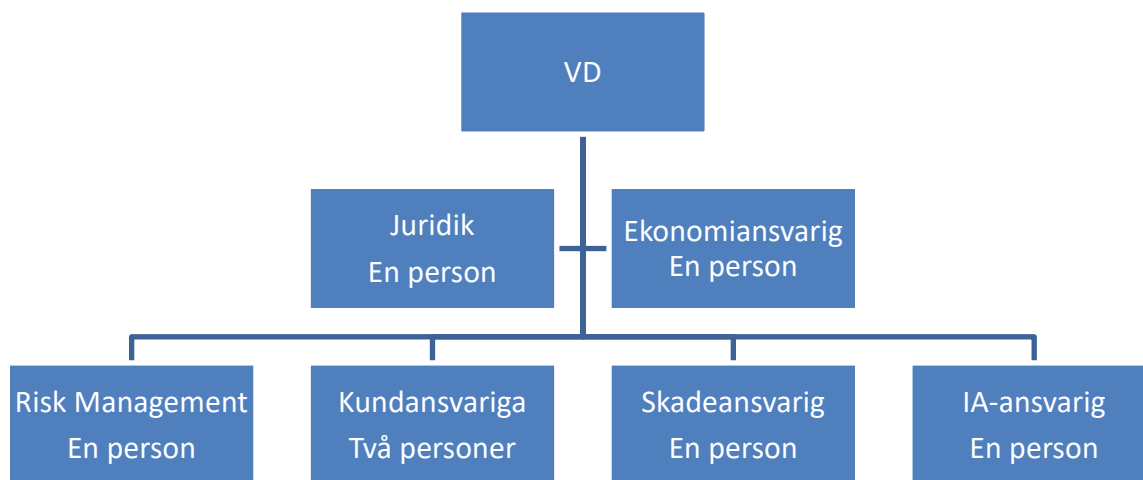 VD
Juridik
En person
Ekonomiansvarig
En person
Risk Management
En person
Kundansvariga
Två personer
Skadeansvarig
En person
IA-ansvarig
En person